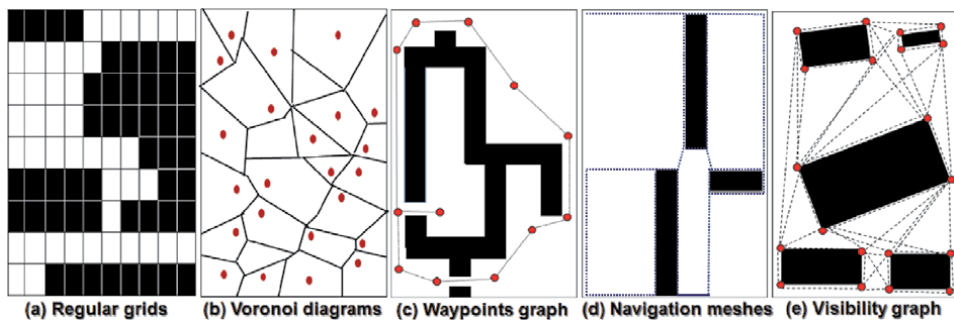 (a) Regular grids
(b) Voronoi diagrams
(c) Waypoints graph
(d) Navigation meshes
(e) Visibility graph